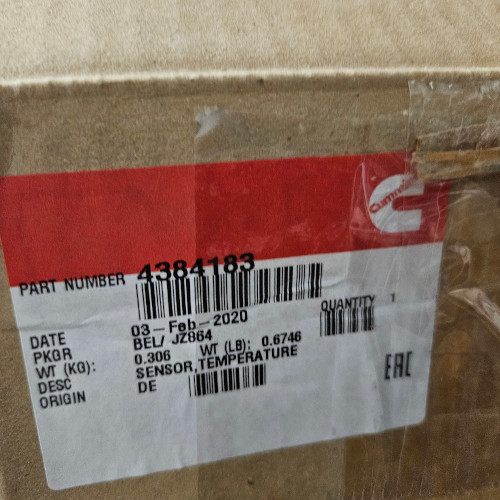 Cummins
PART NUMBER 4384183
DATE 03-Feb-2020 QUANTITY 1
PKGR BEL/ JZ864
WT (KG): 0.306 WT (LB): 0.6746
DESC SENSOR,TEMPERATURE
ORIGIN DE
EAC